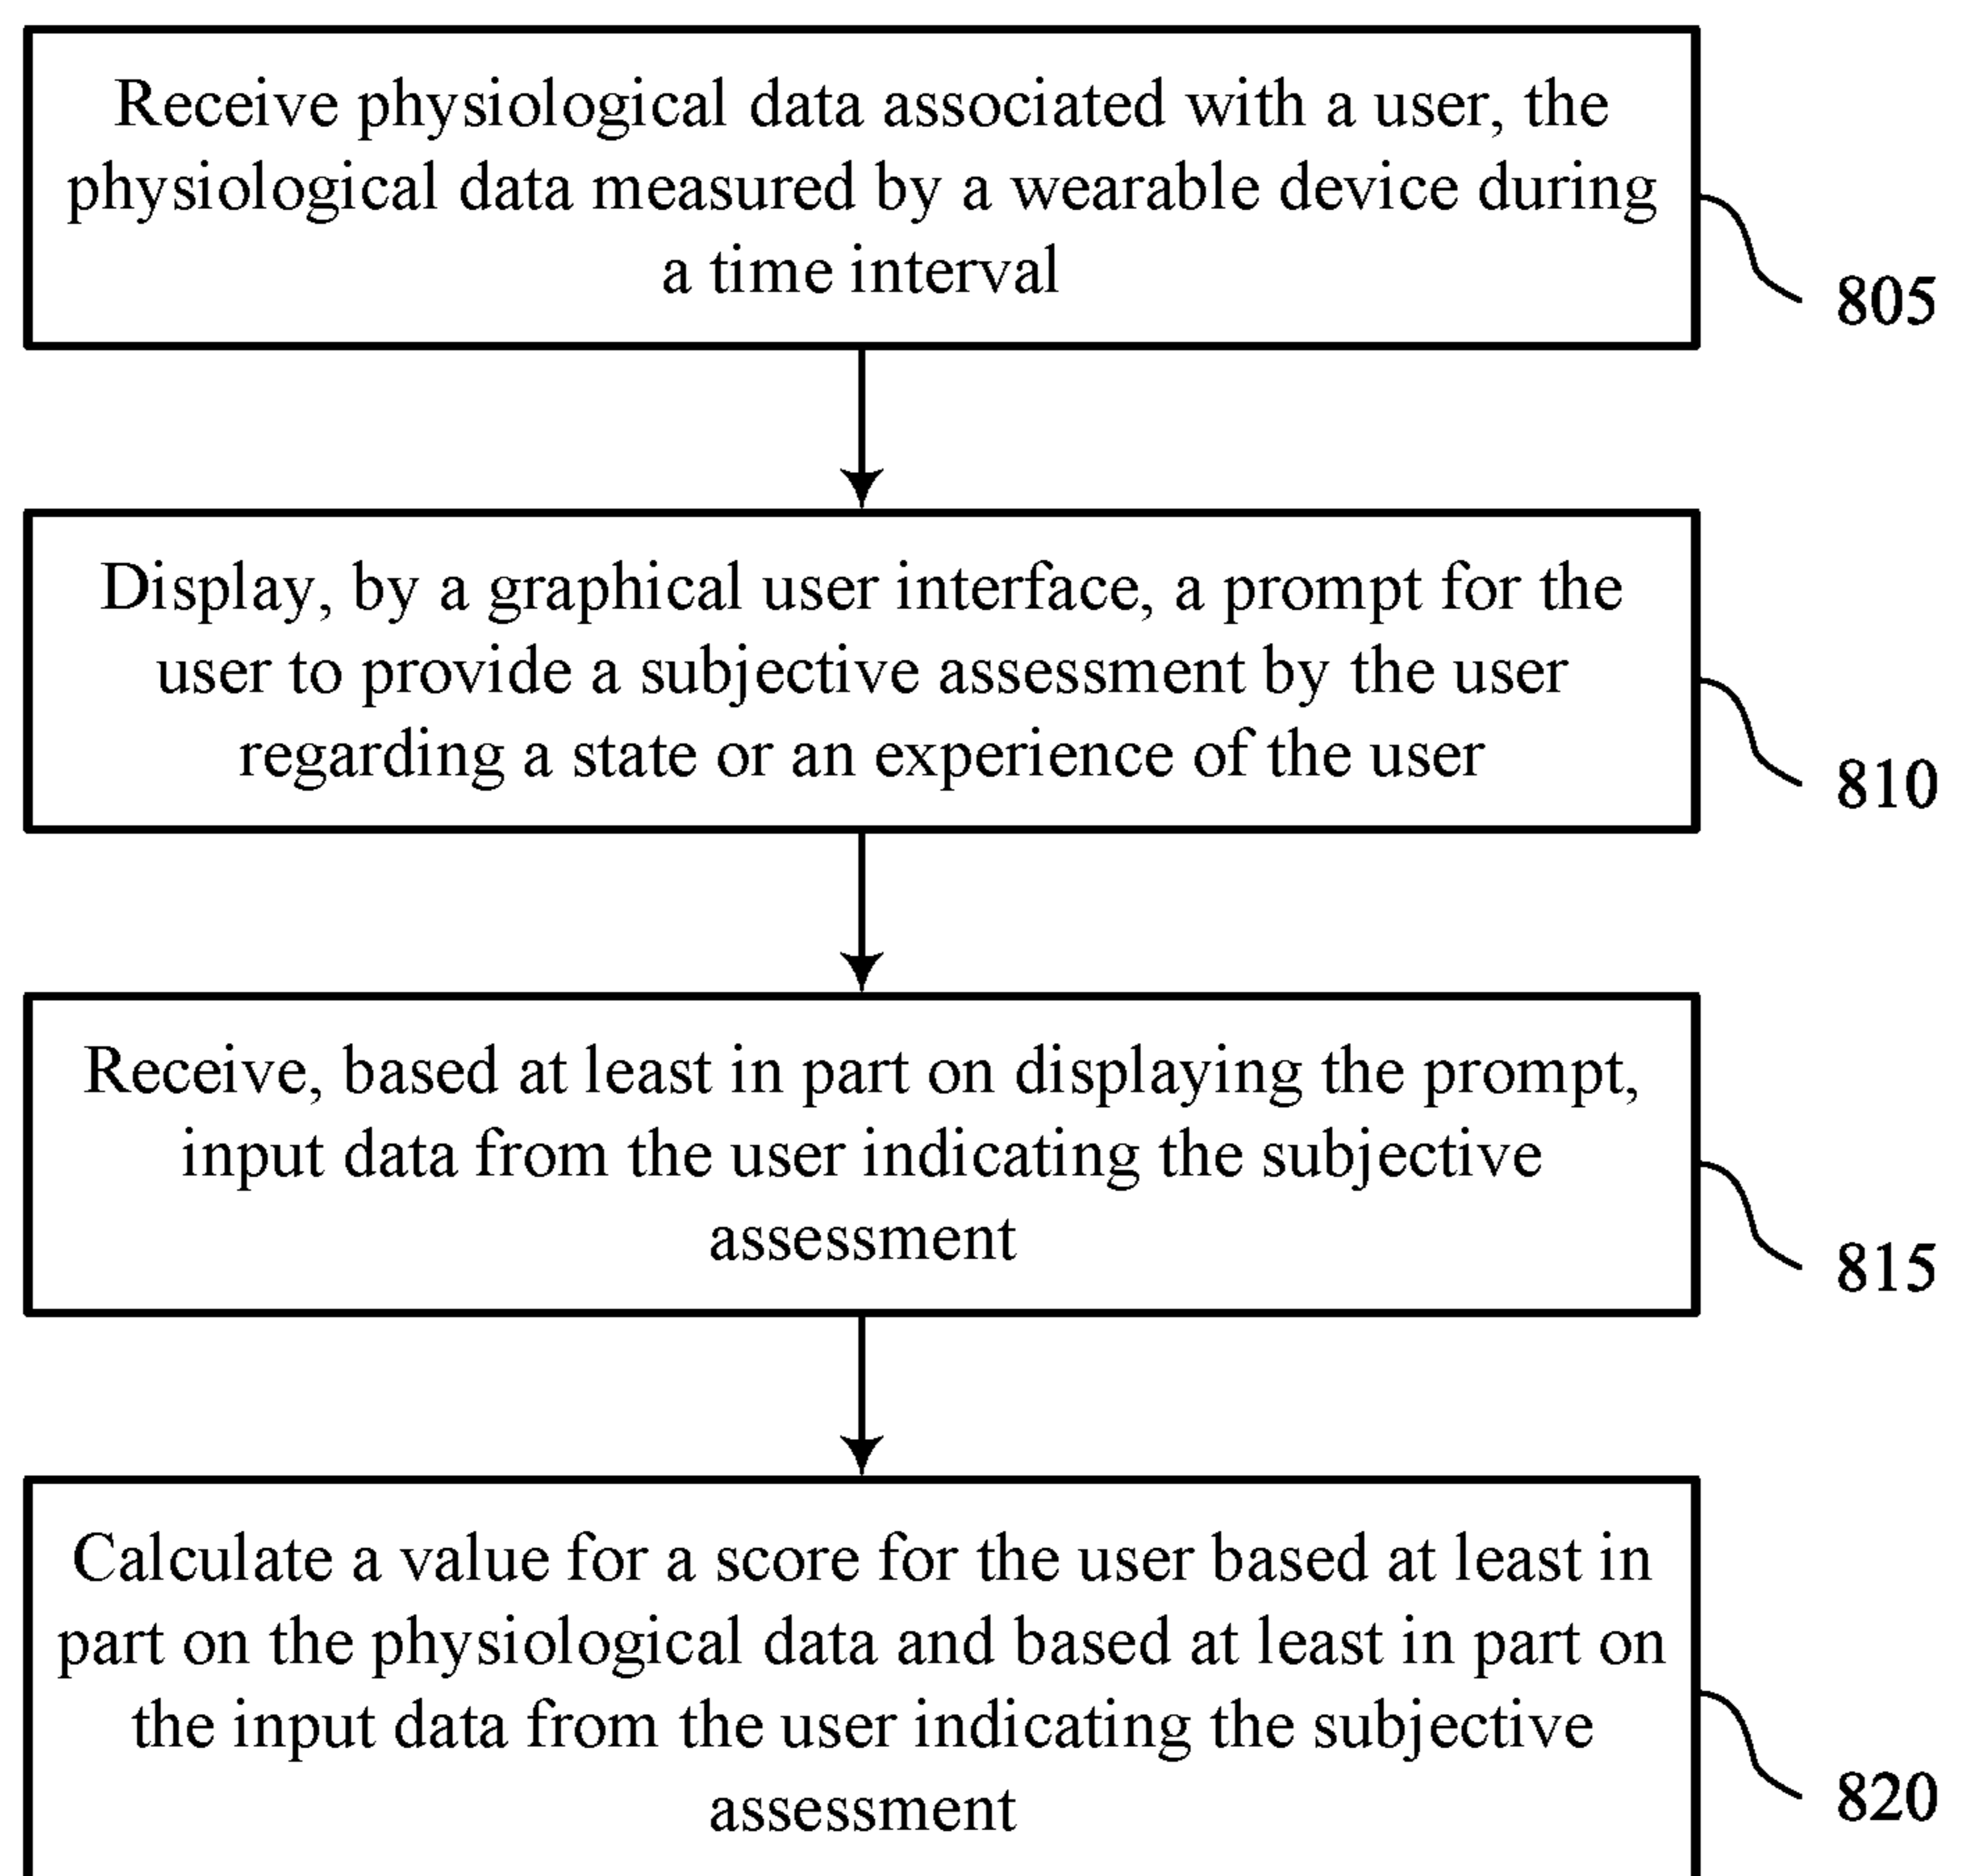 Receive physiological data associated with a user, the
physiological data measured by a wearable device during
a time interval
805
Display, by a graphical user interface, a prompt for the
user to provide a subjective assessment by the user
regarding a state or an experience of the user
810
Receive, based at least in part on displaying the prompt,
input data from the user indicating the subjective
assessment
815
Calculate a value for a score for the user based at least in
part on the physiological data and based at least in part on
the input data from the user indicating the subjective
assessment
820